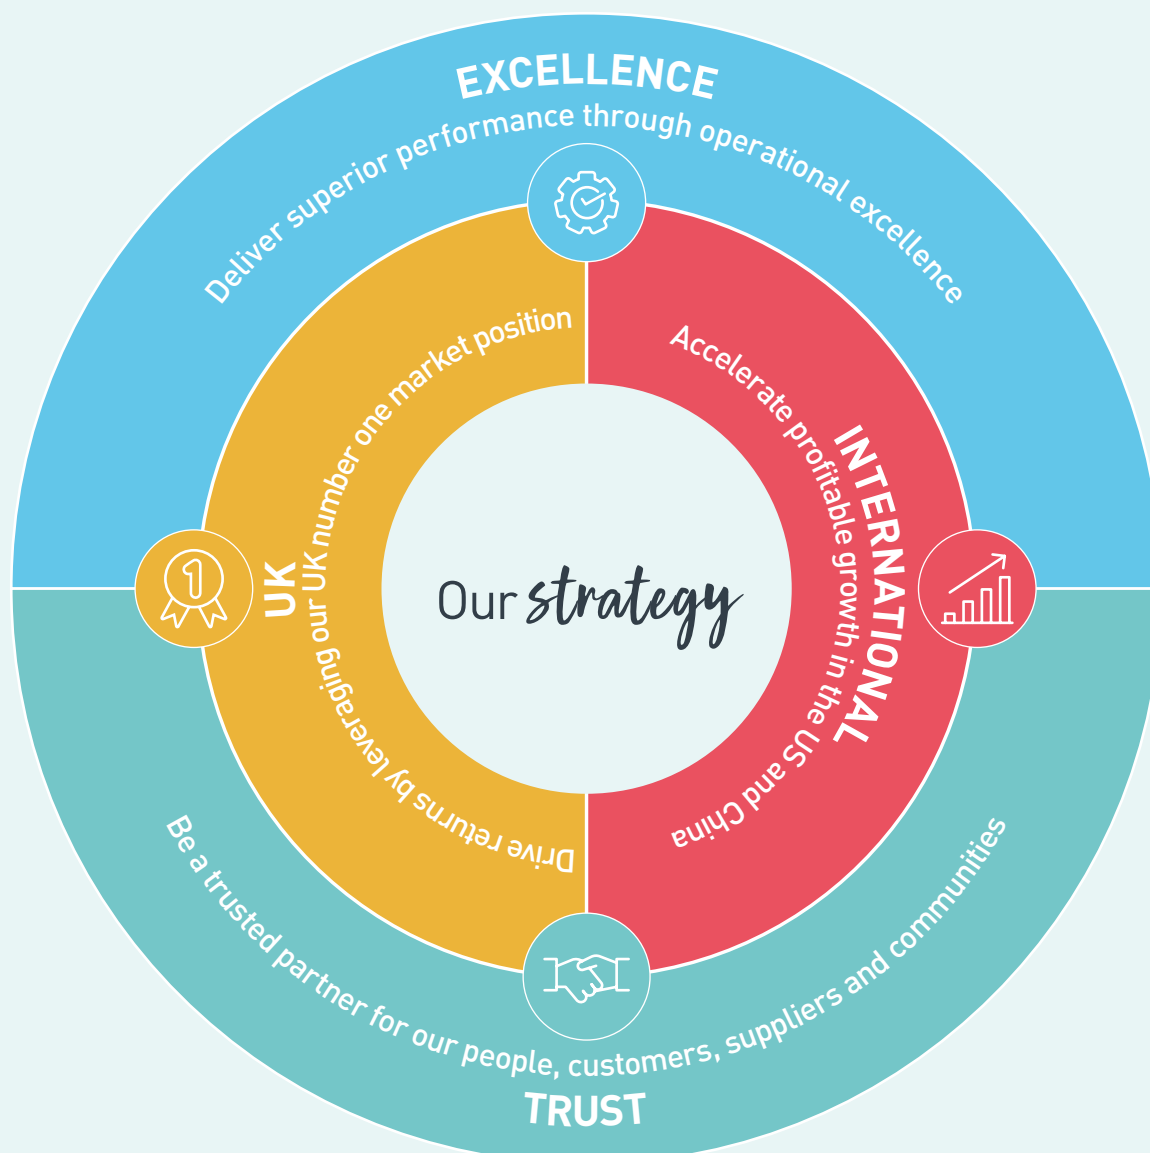 EXCELLENCE
Deliver superior performance through operational excellence
UK
Drive returns by leveraging our UK number one market position
1
Our strategy
INTERNATIONAL
Accelerate profitable growth in the US and China
Be a trusted partner for our people, customers, suppliers and communities
TRUST